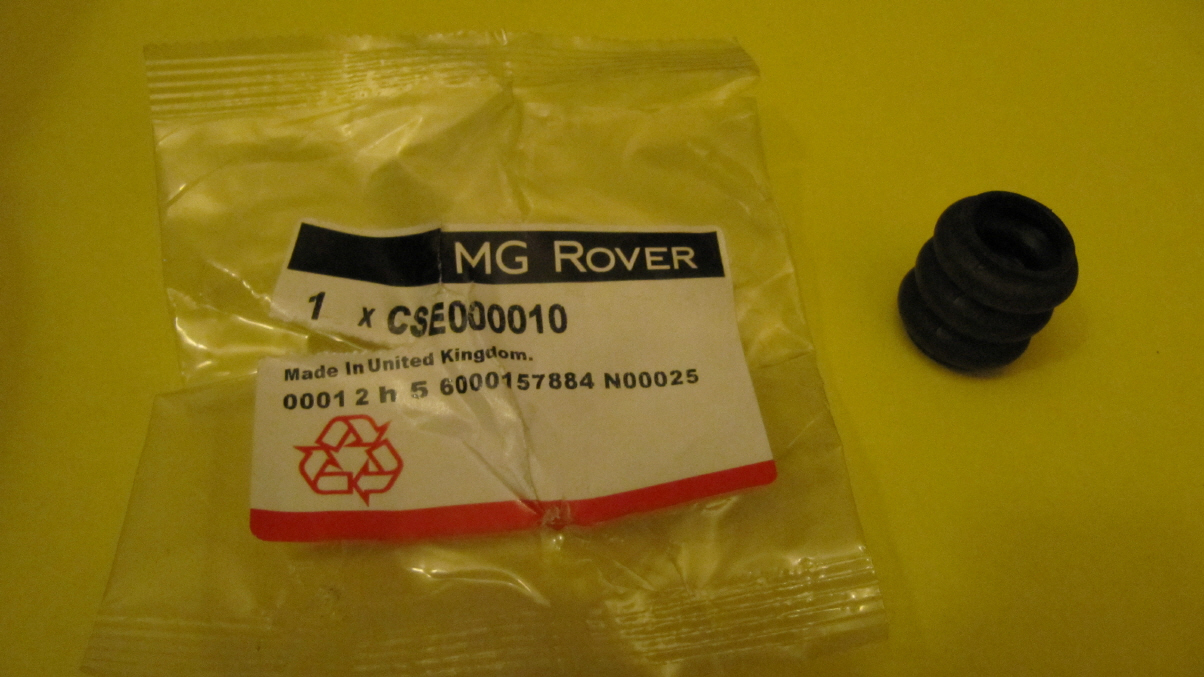 MG ROVER
1 x CSE000010
Made In United Kingdom.
0001 2 h 5 6000157884 N00025